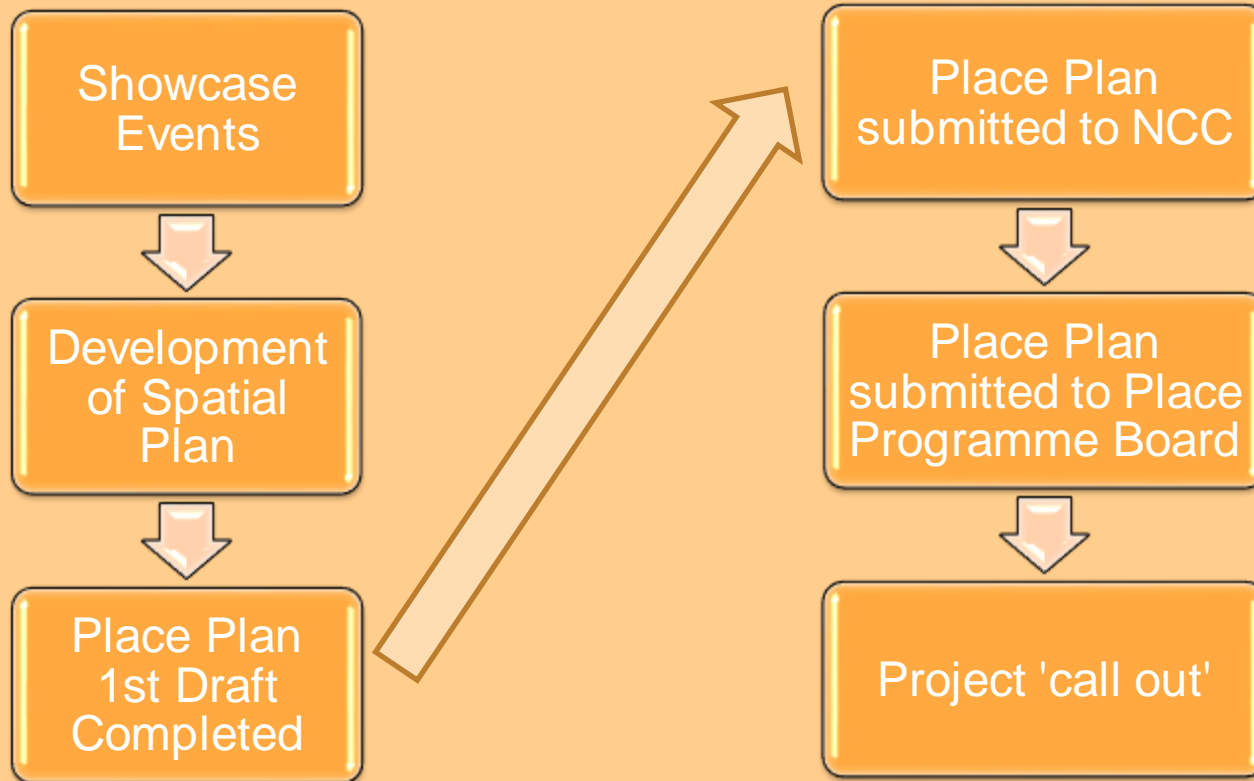 Showcase
Events
Development
of Spatial
Plan
Place Plan
1st Draft
Completed
Place Plan
submitted to NCC
Place Plan
submitted to Place
Programme Board
Project 'call out'